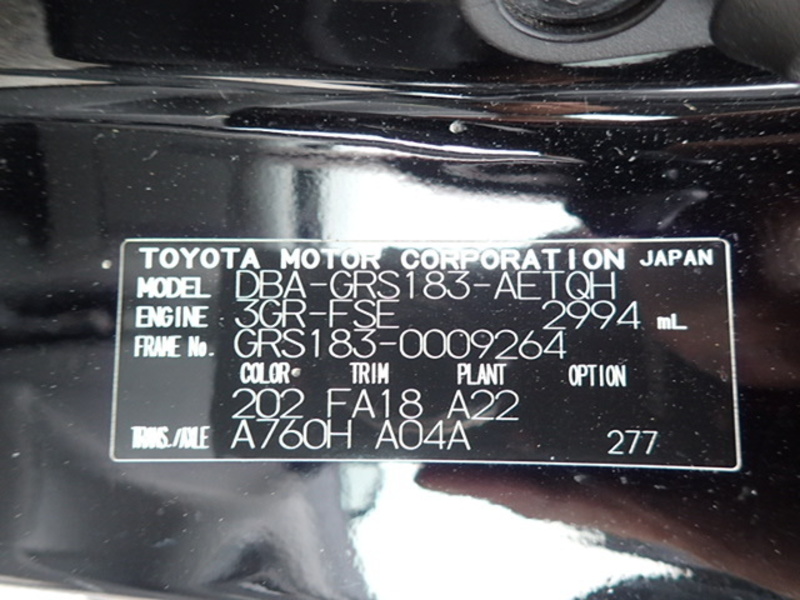 TOYOTA MOTOR CORPORATION JAPAN
MODEL DBA-GRS183-AETQH
ENGINE 3GR-FSE 2994 mL
FRAME No. GRS183-0009264
COLOR TRIM PLANT OPTION
202 FA18 A22
TRANS./AXLE A760H A04A 277